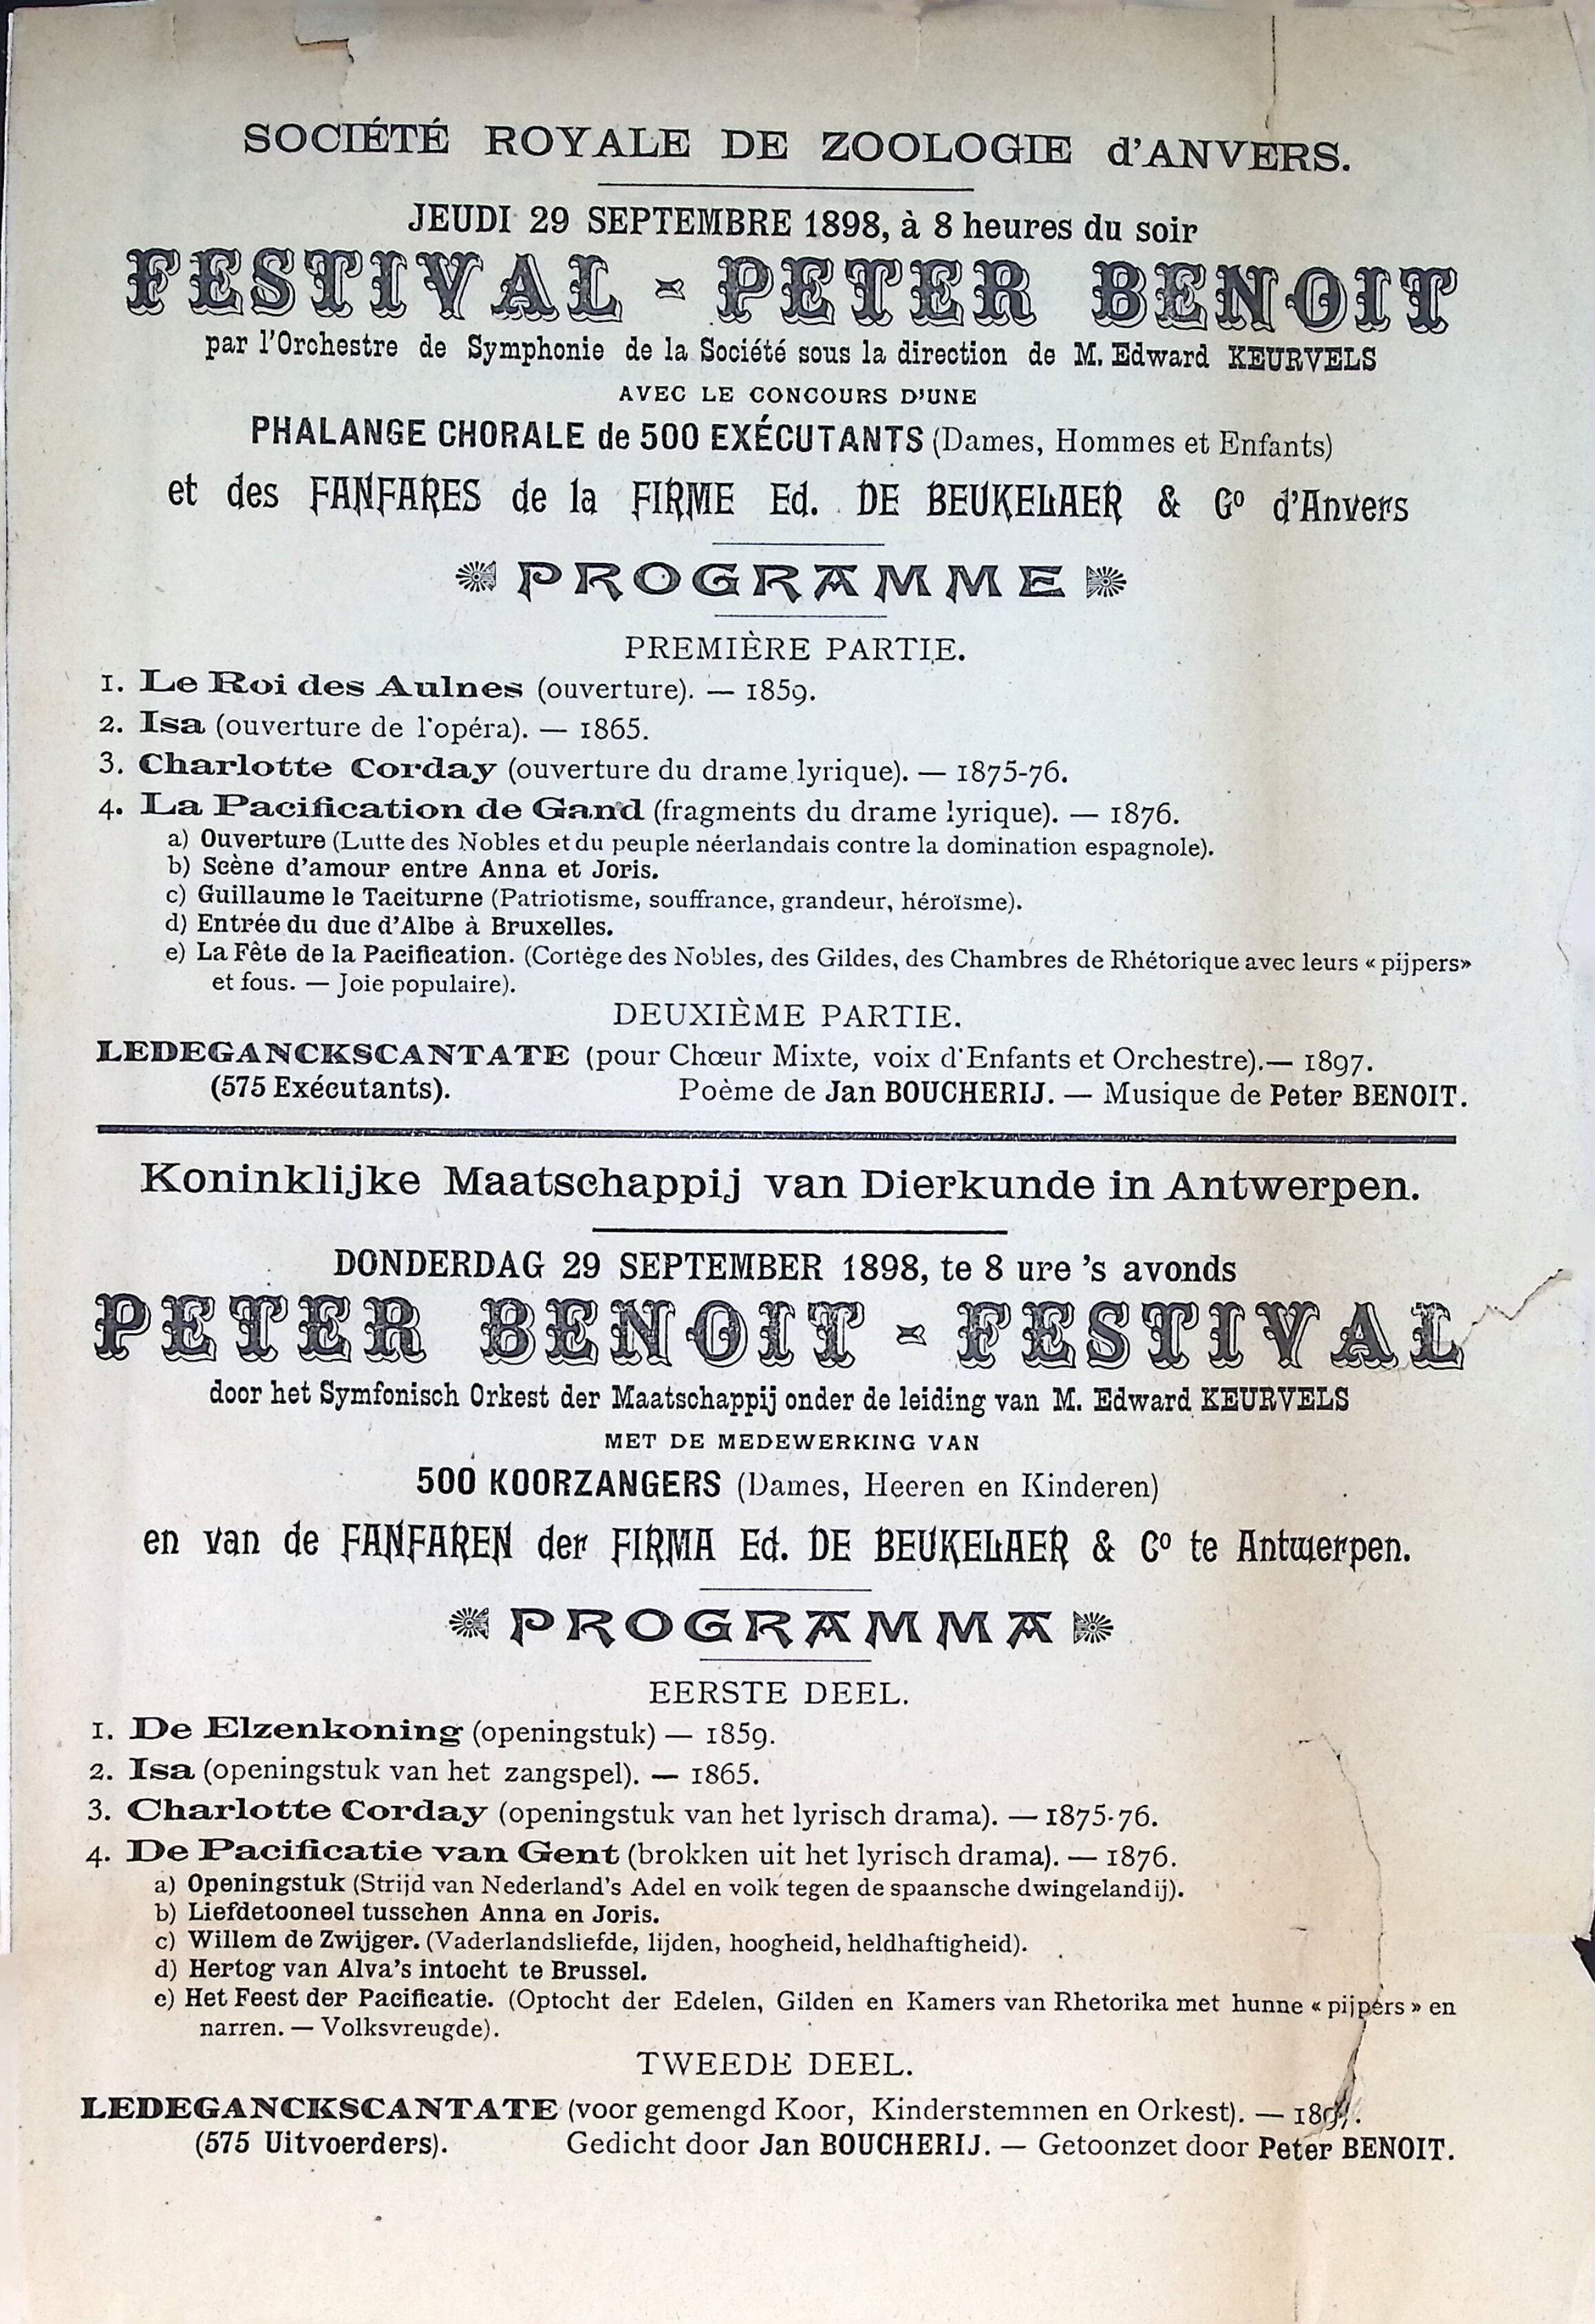 SOCIÉTÉ ROYALE DE ZOOLOGIE d'ANVERS.
JEUDI 29 SEPTEMBRE 1898, à 8 heures du soir
FESTIVAL - PETER BENOIT
par l'Orchestre de Symphonie de la Société sous la direction de M. Edward KEURVELS
AVEC LE CONCOURS D'UNE
PHALANGE CHORALE de 500 EXÉCUTANTS (Dames, Hommes et Enfants)
et des FANFARES de la FIRME Ed. DE BEUKELAER & Cº d'Anvers
PROGRAMME
PREMIÈRE PARTIE.
1. Le Roi des Aulnes (ouverture). — 1859.
2. Isa (ouverture de l'opéra). — 1865.
3. Charlotte Corday (ouverture du drame lyrique). — 1875-76.
4. La Pacification de Gand (fragments du drame lyrique). — 1876.
a) Ouverture (Lutte des Nobles et du peuple néerlandais contre la domination espagnole).
b) Scène d'amour entre Anna et Joris.
c) Guillaume le Taciturne (Patriotisme, souffrance, grandeur, héroïsme).
d) Entrée du duc d'Albe à Bruxelles.
e) La Fête de la Pacification. (Cortège des Nobles, des Gildes, des Chambres de Rhétorique avec leurs « pijpers»
et fous. — Joie populaire).
DEUXIÈME PARTIE.
LEDEGANCKSCANTATE (pour Chœur Mixte, voix d'Enfants et Orchestre).— 1897.
(575 Exécutants). Poème de Jan BOUCHERIJ. — Musique de Peter BENOIT.
Koninklijke Maatschappij van Dierkunde in Antwerpen.
DONDERDAG 29 SEPTEMBER 1898, te 8 ure 's avonds
PETER BENOIT - FESTIVAL
door het Symfonisch Orkest der Maatschappij onder de leiding van M. Edward KEURVELS
MET DE MEDEWERKING VAN
500 KOORZANGERS (Dames, Heeren en Kinderen)
en van de FANFAREN der FIRMA Ed. DE BEUKELAER & Cº te Antwerpen.
PROGRAMMA
EERSTE DEEL.
1. De Elzenkoning (openingstuk) — 1859.
2. Isa (openingstuk van het zangspel). — 1865.
3. Charlotte Corday (openingstuk van het lyrisch drama). — 1875-76.
4. De Pacificatie van Gent (brokken uit het lyrisch drama). — 1876.
a) Openingstuk (Strijd van Nederland's Adel en volk tegen de spaansche dwingelandij).
b) Liefdetooneel tusschen Anna en Joris.
c) Willem de Zwijger. (Vaderlandsliefde, lijden, hoogheid, heldhaftigheid).
d) Hertog van Alva's intocht te Brussel.
e) Het Feest der Pacificatie. (Optocht der Edelen, Gilden en Kamers van Rhetorika met hunne « pijpers » en
narren. — Volksvreugde).
TWEEDE DEEL.
LEDEGANCKSCANTATE (voor gemengd Koor, Kinderstemmen en Orkest). —
(575 Uitvoerders). Gedicht door Jan BOUCHERIJ. — Getoonzet door Peter BENOIT.